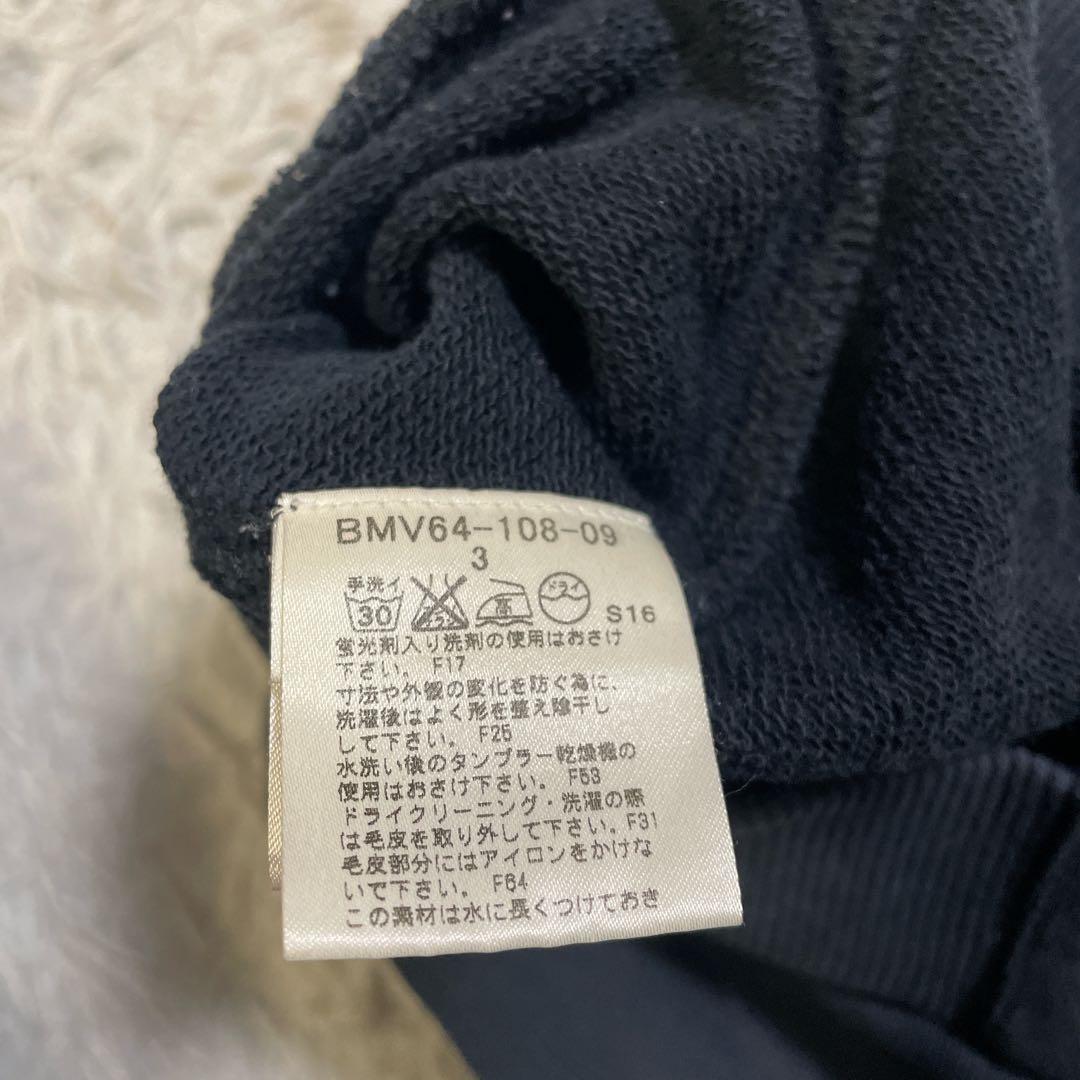 BMV64-108-09
3
手洗イ
30 エンソサラシ 高 ドライ S16
蛍光剤入り洗剤の使用はおさけ
下さい。 F17
寸法や外観の変化を防ぐ為に、
洗濯後はよく形を整え陰干し
して下さい。 F25
水洗い後のタンブラー乾燥機の
使用はおさけ下さい。 F53
ドライクリーニング・洗濯の際
は毛皮を取り外して下さい。F31
毛皮部分にはアイロンをかけな
いで下さい。 F64
この素材は水に長くつけておき